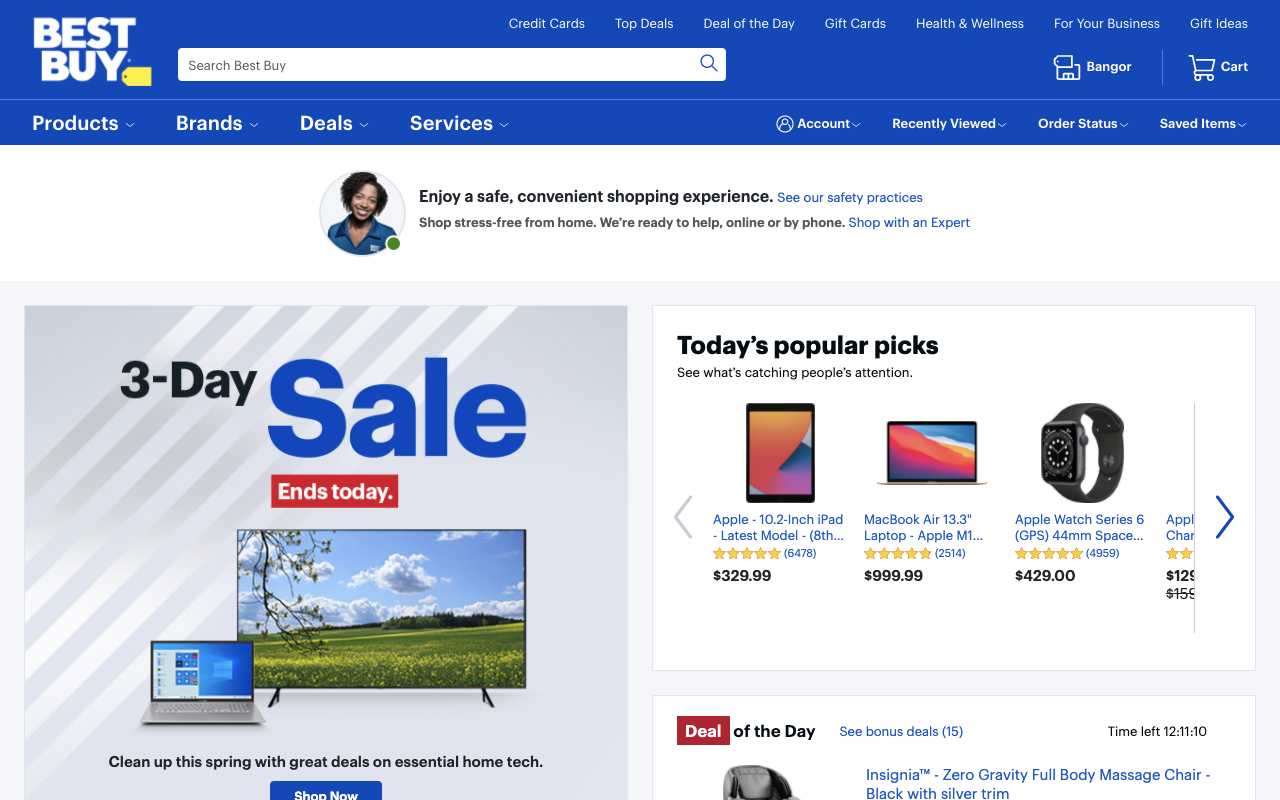 BEST BUY
Credit Cards
Top Deals
Deal of the Day
Gift Cards
Health & Wellness
For Your Business
Gift Ideas
Search Best Buy
Bangor
Cart
Products
Brands
Deals
Services
Account
Recently Viewed
Order Status
Saved Items
Enjoy a safe, convenient shopping experience. See our safety practices
Shop stress-free from home. We're ready to help, online or by phone. Shop with an Expert
3-Day Sale
Ends today.
Clean up this spring with great deals on essential home tech.
Shop Now
Today's popular picks
See what's catching people's attention.
Apple - 10.2-Inch iPad
- Latest Model - (8th...
(6478)
$329.99
MacBook Air 13.3"
Laptop - Apple M1...
(2514)
$999.99
Apple Watch Series 6
(GPS) 44mm Space...
(4959)
$429.00
Appl
Char
$129
$159
Deal of the Day
See bonus deals (15)
Time left 12:11:10
Insignia™ - Zero Gravity Full Body Massage Chair -
Black with silver trim